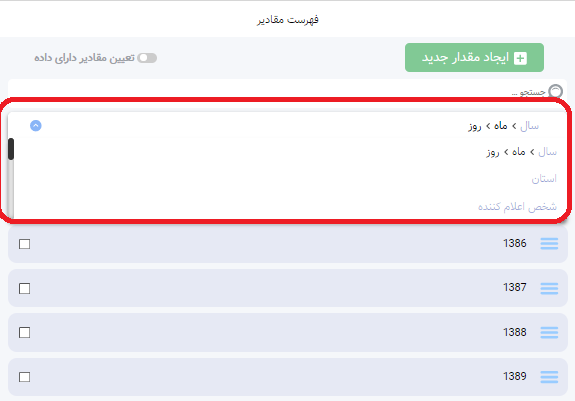 فهرست مقادیر
ایجاد مقدار جدید
تعیین مقادیر دارای داده
جستجو ...
سال › ماه › روز
سال › ماه › روز
استان
شخص اعلام کننده
1386
1387
1388
1389